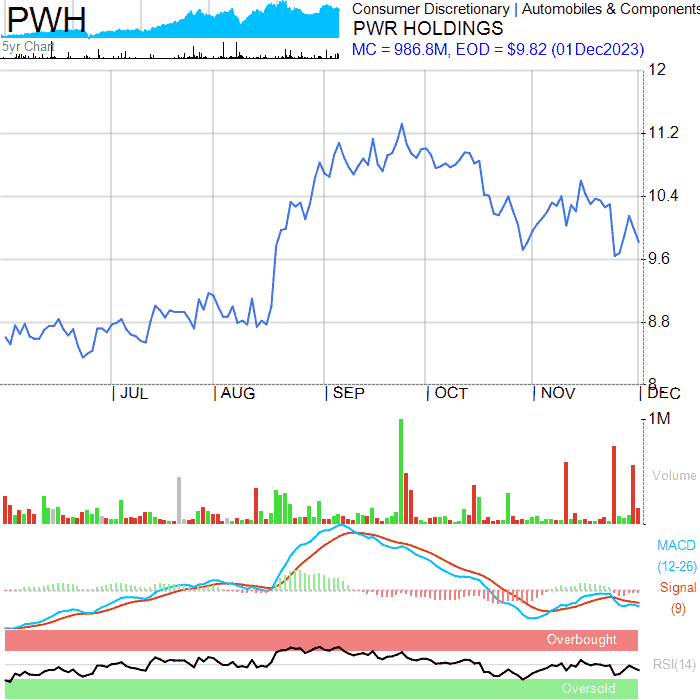 PWH
5yr Chart
Consumer Discretionary | Automobiles & Components
PWR HOLDINGS
MC = 986.8M, EOD = $9.82 (01Dec2023)
12
11.2
10.4
9.6
8.8
8
JUL AUG SEP OCT NOV DEC
1M
Volume
MACD
(12-26)
Signal
(9)
Overbought
RSI(14)
Oversold